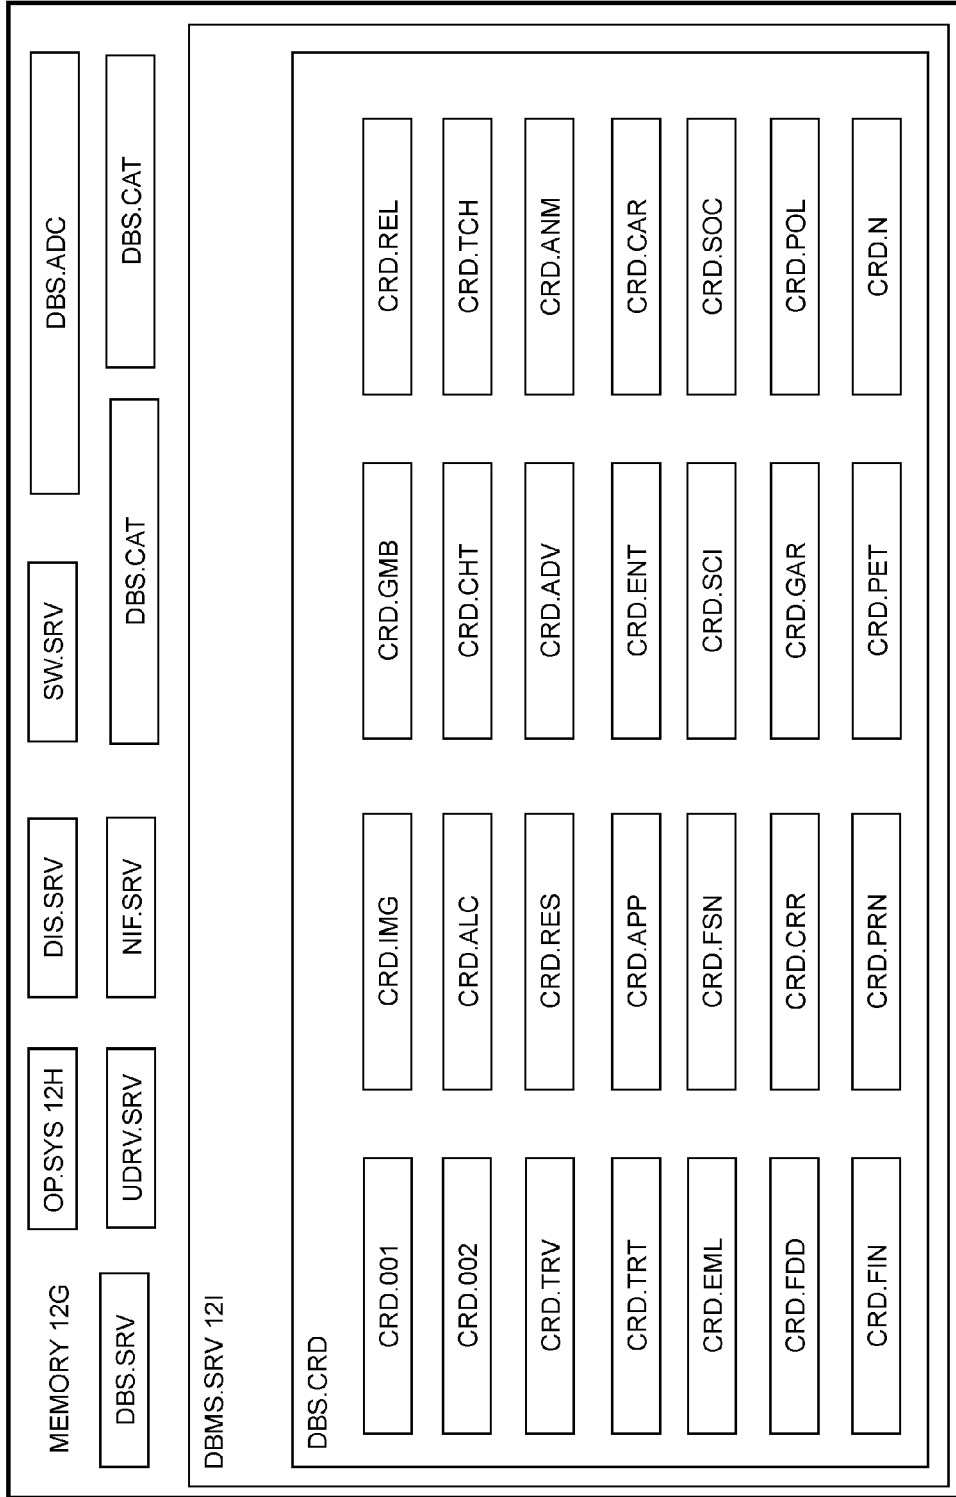 MEMORY 12G
OP.SYS 12H
DIS.SRV
SW.SRV
DBS.ADC
DBS.SRV
UDRV.SRV
NIF.SRV
DBS.CAT
DBS.CAT
DBMS.SRV 12I
DBS.CRD
CRD.001
CRD.IMG
CRD.GMB
CRD.REL
CRD.002
CRD.ALC
CRD.CHT
CRD.TCH
CRD.TRV
CRD.RES
CRD.ADV
CRD.ANM
CRD.TRT
CRD.APP
CRD.ENT
CRD.CAR
CRD.EML
CRD.FSN
CRD.SCI
CRD.SOC
CRD.FDD
CRD.CRR
CRD.GAR
CRD.POL
CRD.FIN
CRD.PRN
CRD.PET
CRD.N